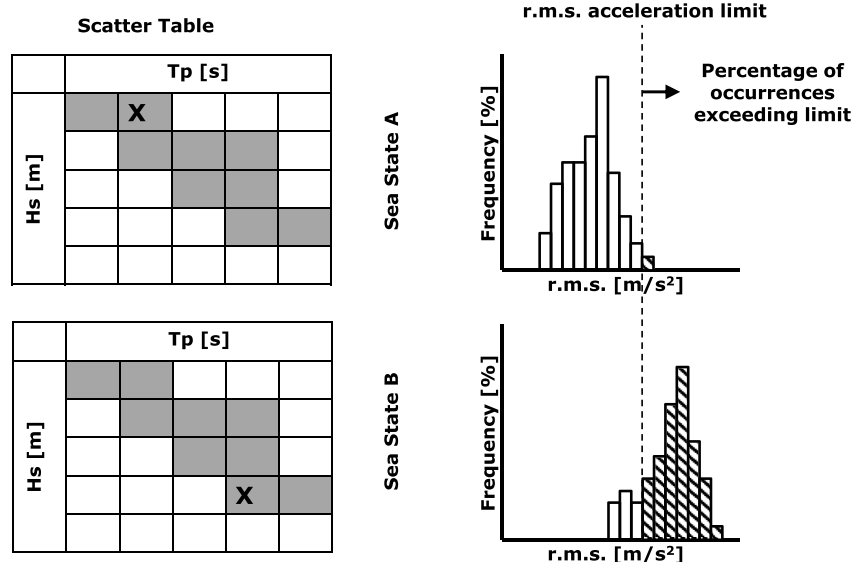 Scatter Table
Tp [s]
Hs [m]
X
Sea State A
r.m.s. acceleration limit
Percentage of
occurrences
exceeding limit
Frequency [%]
r.m.s. [m/s²]
Tp [s]
Hs [m]
X
Sea State B
Frequency [%]
r.m.s. [m/s²]